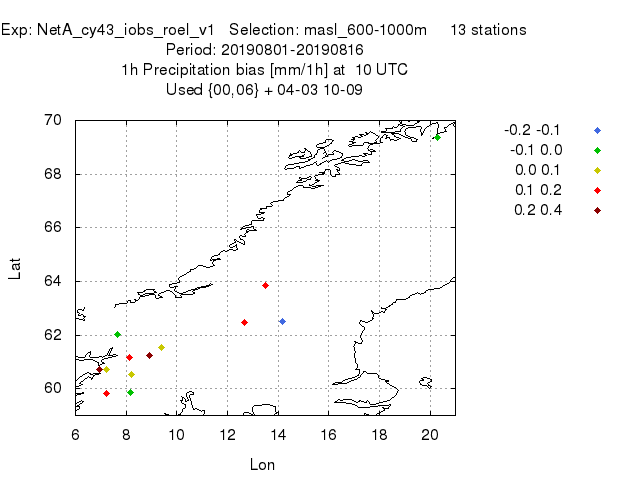 Exp: NetA_cy43_iobs_roel_v1 Selection: masl_600-1000m 13 stations
Period: 20190801-20190816
1h Precipitation bias [mm/1h] at 10 UTC
Used {00,06} + 04-03 10-09
70
68
66
64
62
60
Lat
6 8 10 12 14 16 18 20
Lon
-0.2 -0.1
-0.1 0.0
0.0 0.1
0.1 0.2
0.2 0.4